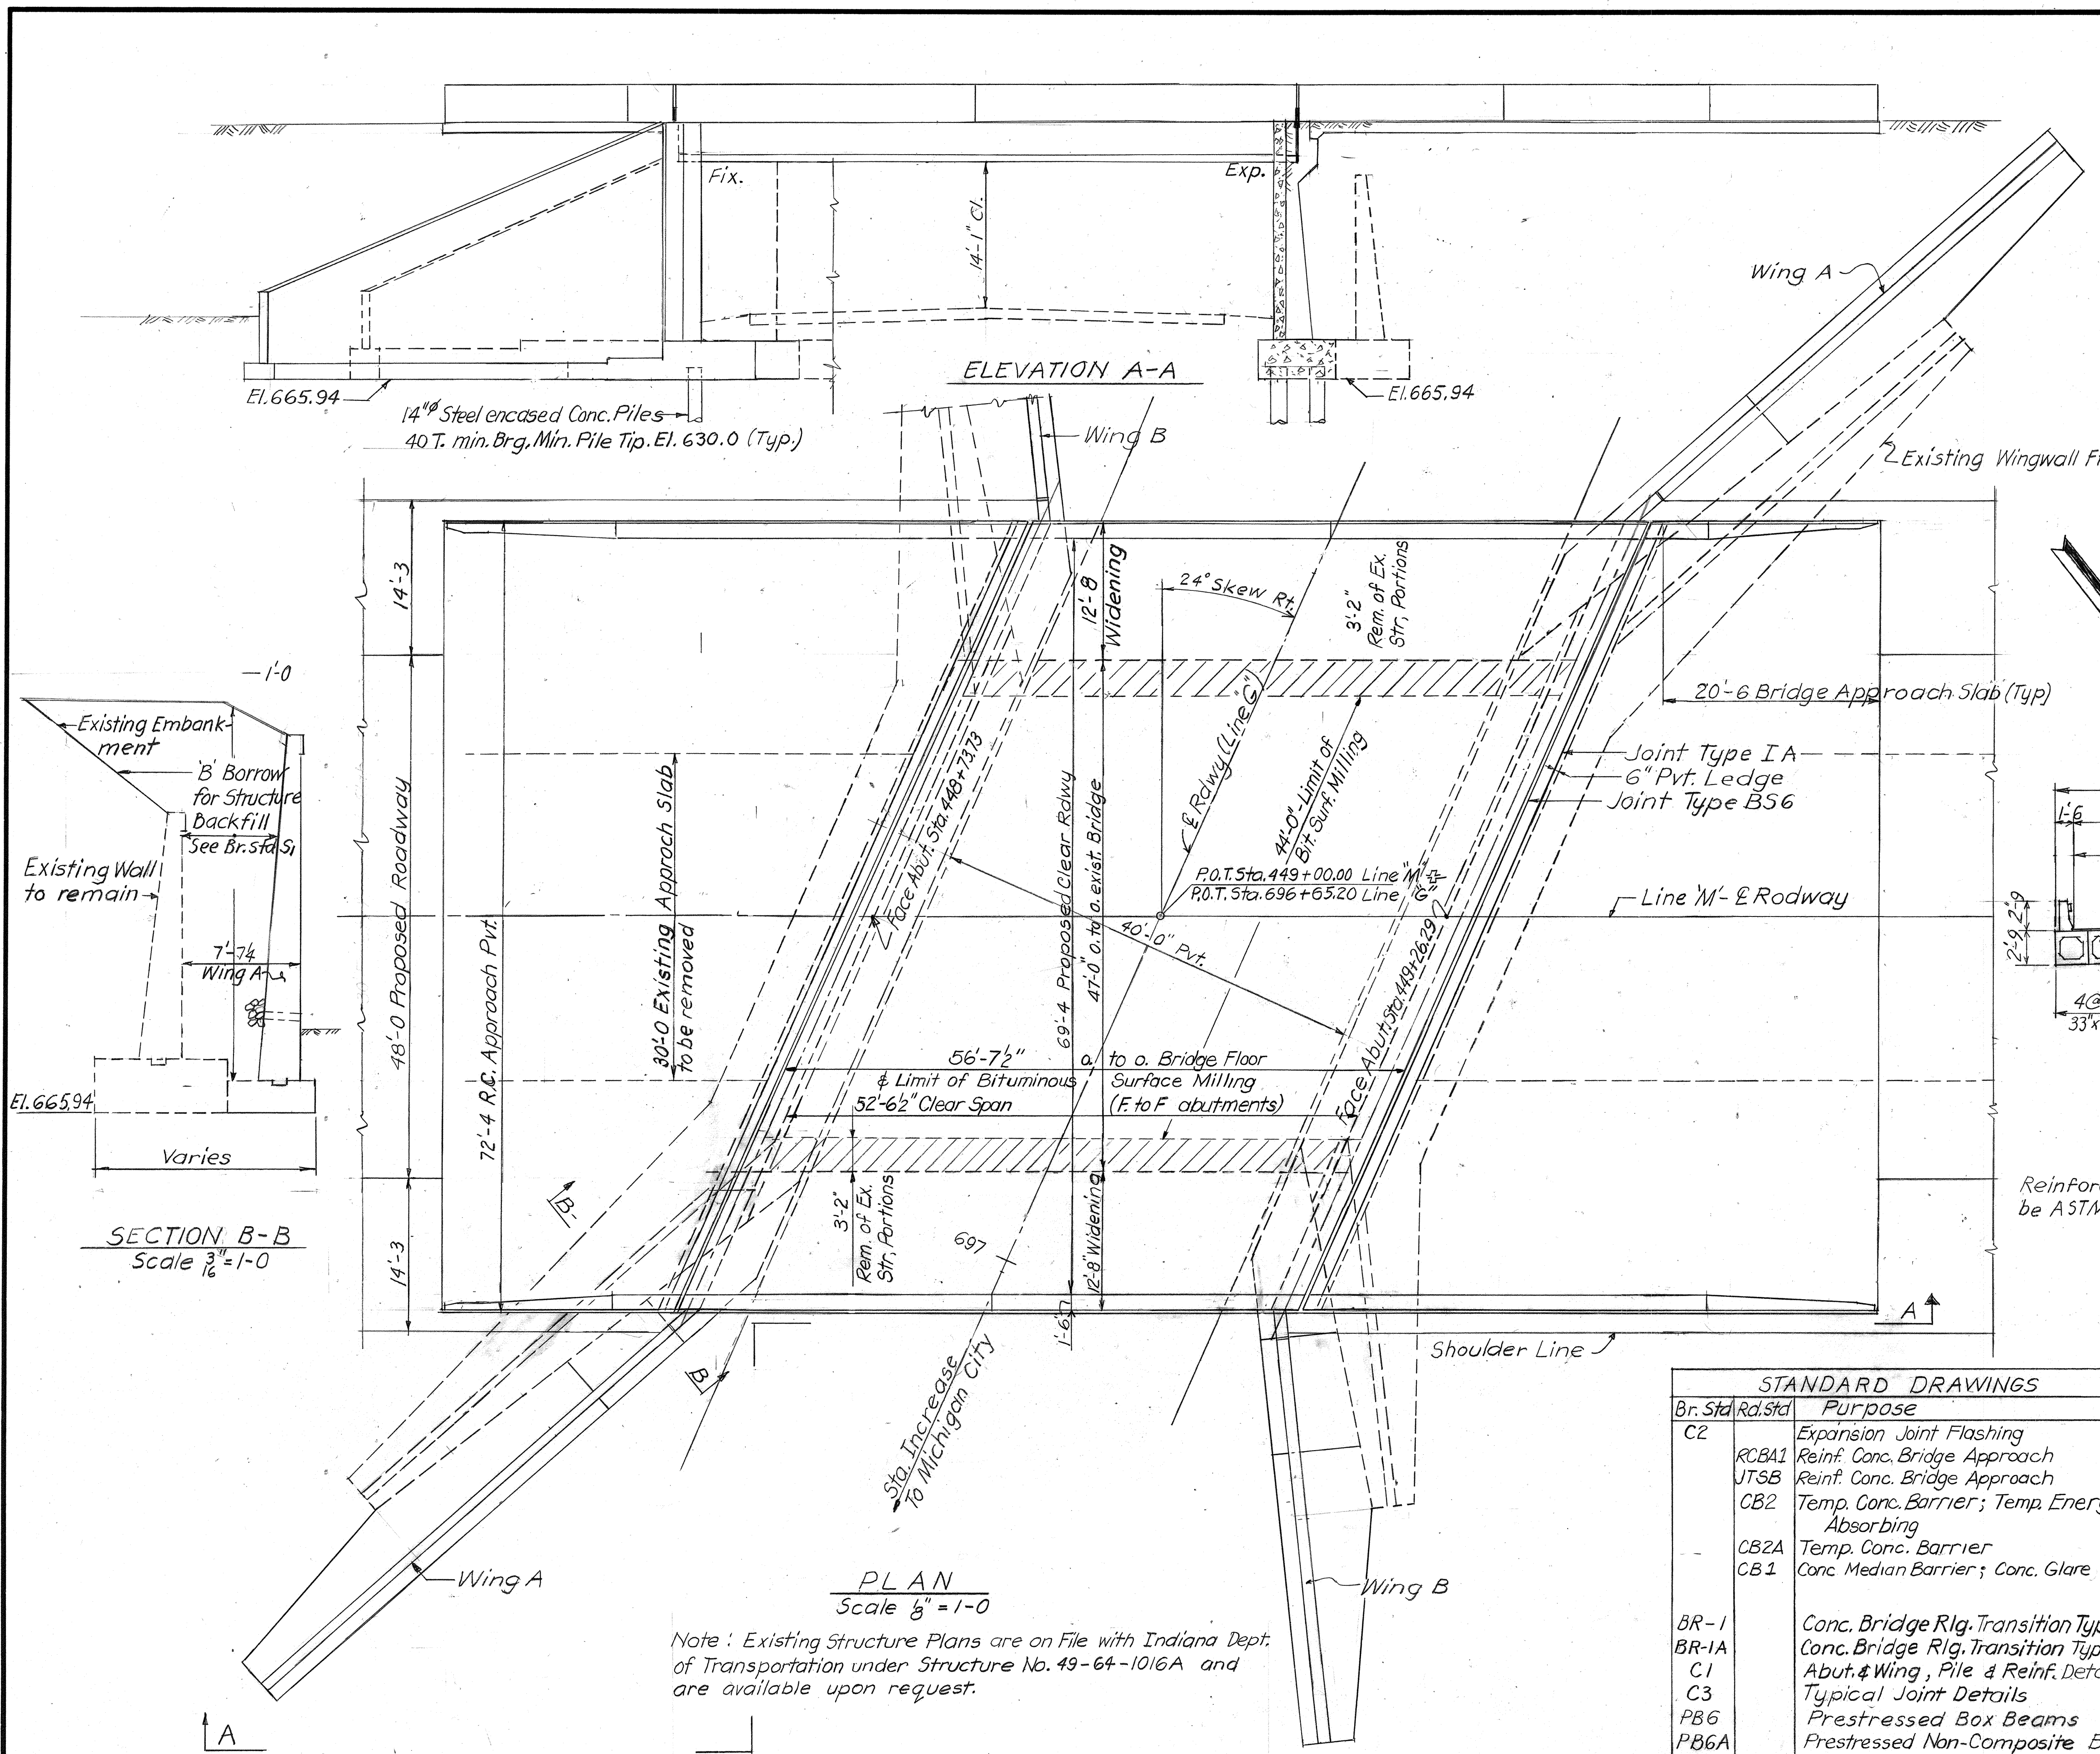 Fix.
Exp.
14'-1" Cl.
Wing A
ELEVATION A-A
El.665.94
El.665.94
14"ø Steel encased Conc. Piles
40 T. min. Brg, Min. Pile Tip. El. 630.0 (Typ.)
Wing B
Existing Wingwall
14'-3
12'-8
Widening
24° Skew Rt.
3'-2"
Rem. of Ex.
Str, Portions
1'-0
20'-6 Bridge Approach Slab (Typ)
Existing Embank-
ment
'B' Borrow
for Structure
Backfill
See Br. Std. S1
Existing Wall
to remain
7'-7¼
Wing A
El.665.94
Varies
SECTION B-B
Scale 3/16" = 1-0
48'-0 Proposed Roadway
72'-4 R.C. Approach Pvt.
30'-0 Existing Approch Slab
to be removed
Face Abut. Sta. 448+73.73
69'-4 Proposed Clear Rdwy
47'-0" o. to o. exist. Bridge
℄ Rdwy (Line "G")
44'-0" - Limit of
Bit. Surf. Milling
P.O.T. Sta. 449+00.00 Line "M"
P.O.T. Sta. 696+65.20 Line "G"
40'-0" Pvt.
Face Abut. Sta. 449+26.29
Joint Type I A
6" Pvt. Ledge
Joint Type BS6
Line 'M' - ℄ Rodway
1'-6
2'-9
2'-9
4@
33"x
56'-7½" o. to o. Bridge Floor
& Limit of Bituminous Surface Milling
52'-6½" Clear Span (F. to F abutments)
Reinfor
be ASTM
14'-3
B
B
3'-2"
Rem. of Ex.
Str, Portions
697
12'-8" Widening
1'-6"
A
Shoulder Line
Sta. Increase
To Michigan City
Wing A
Wing B
PLAN
Scale ⅛" = 1-0
Note: Existing Structure Plans are on File with Indiana Dept.
of Transportation under Structure No. 49-64-1016A and
are available upon request.
A
STANDARD DRAWINGS
Br. Std Rd. Std Purpose
C2 Expansion Joint Flashing
RCBA1 Reinf. Conc. Bridge Approach
JTSB Reinf. Conc. Bridge Approach
CB2 Temp. Conc. Barrier; Temp. Energ
Absorbing
CB2A Temp. Conc. Barrier
CB1 Conc Median Barrier; Conc. Glare
BR-1 Conc. Bridge Rlg. Transition Typ
BR-1A Conc. Bridge Rlg. Transition Typ
C1 Abut. & Wing, Pile & Reinf. Deta
C3 Typical Joint Details
PB6 Prestressed Box Beams
PB6A Prestressed Non-Composite B